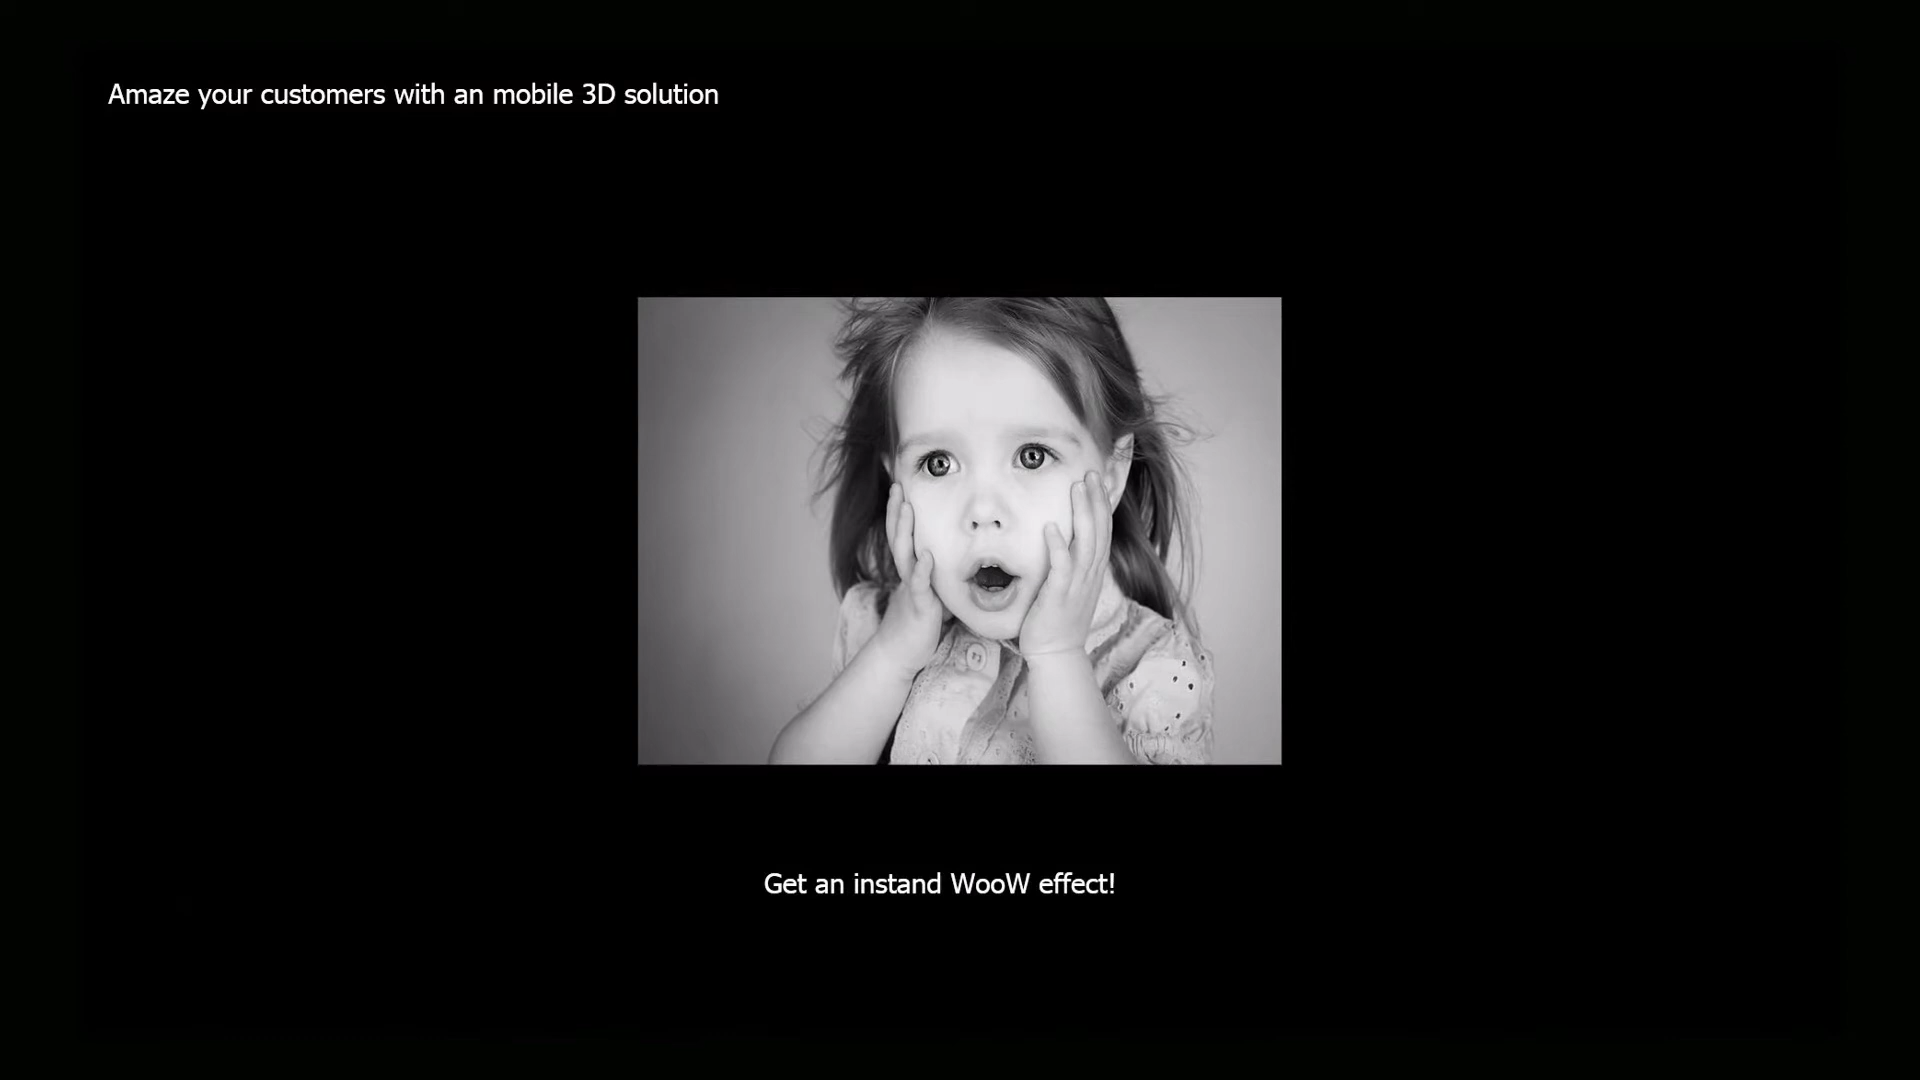 Amaze your customers with an mobile 3D solution
Get an instand WooW effect!